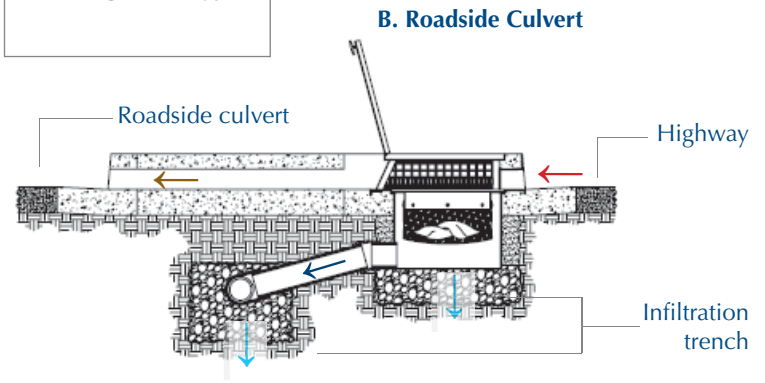 B. Roadside Culvert
Roadside culvert
Highway
Infiltration
trench